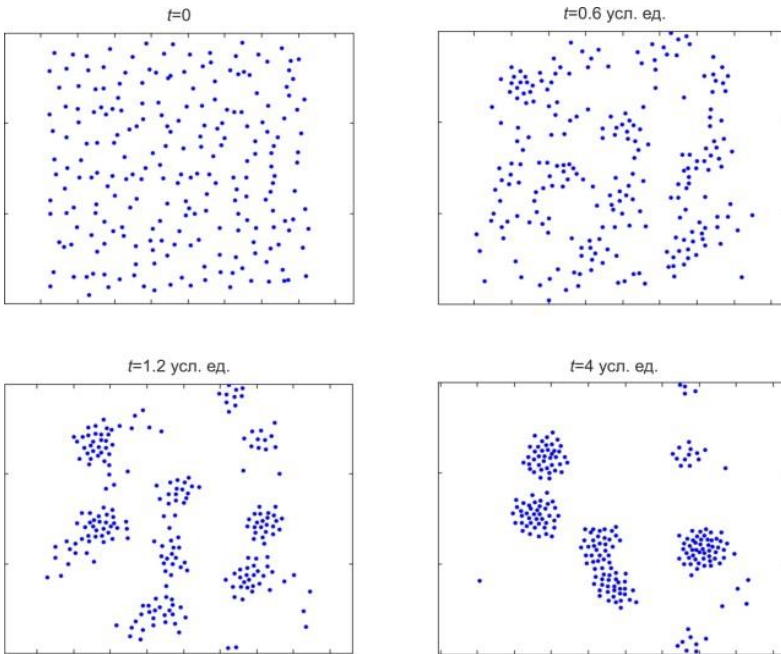 t=0
t=0.6 усл. ед.
t=1.2 усл. ед.
t=4 усл. ед.